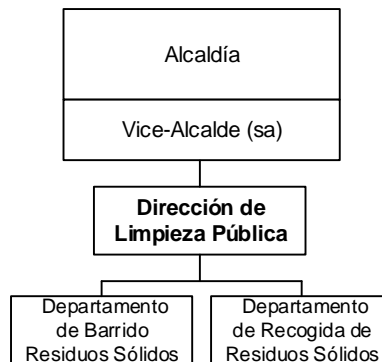 Alcaldía
Vice-Alcalde (sa)
Dirección de
Limpieza Pública
Departamento
de Barrido
Residuos Sólidos
Departamento
de Recogida de
Residuos Sólidos